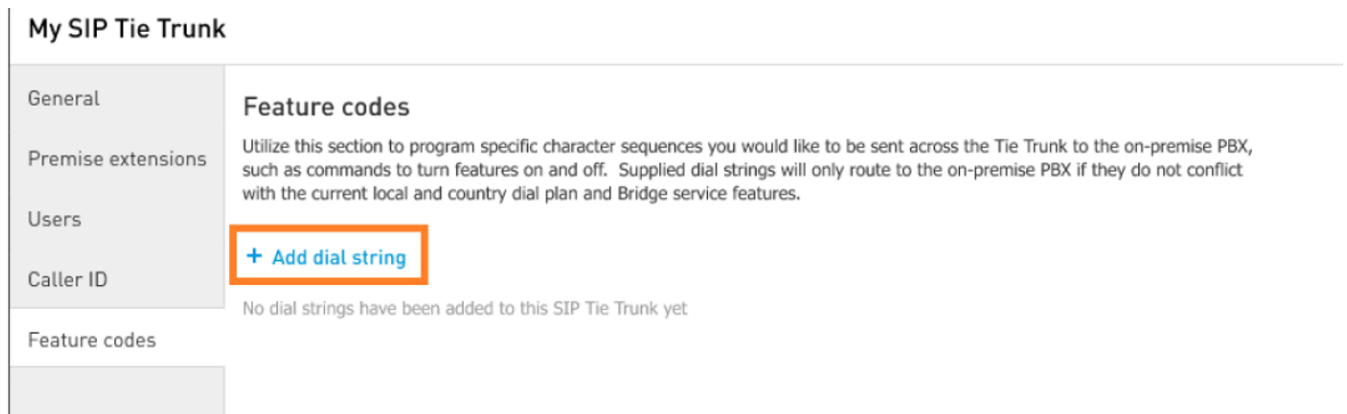 My SIP Tie Trunk
General
Premise extensions
Users
Caller ID
Feature codes
Feature codes
Utilize this section to program specific character sequences you would like to be sent across the Tie Trunk to the on-premise PBX,
such as commands to turn features on and off. Supplied dial strings will only route to the on-premise PBX if they do not conflict
with the current local and country dial plan and Bridge service features.
+ Add dial string
No dial strings have been added to this SIP Tie Trunk yet